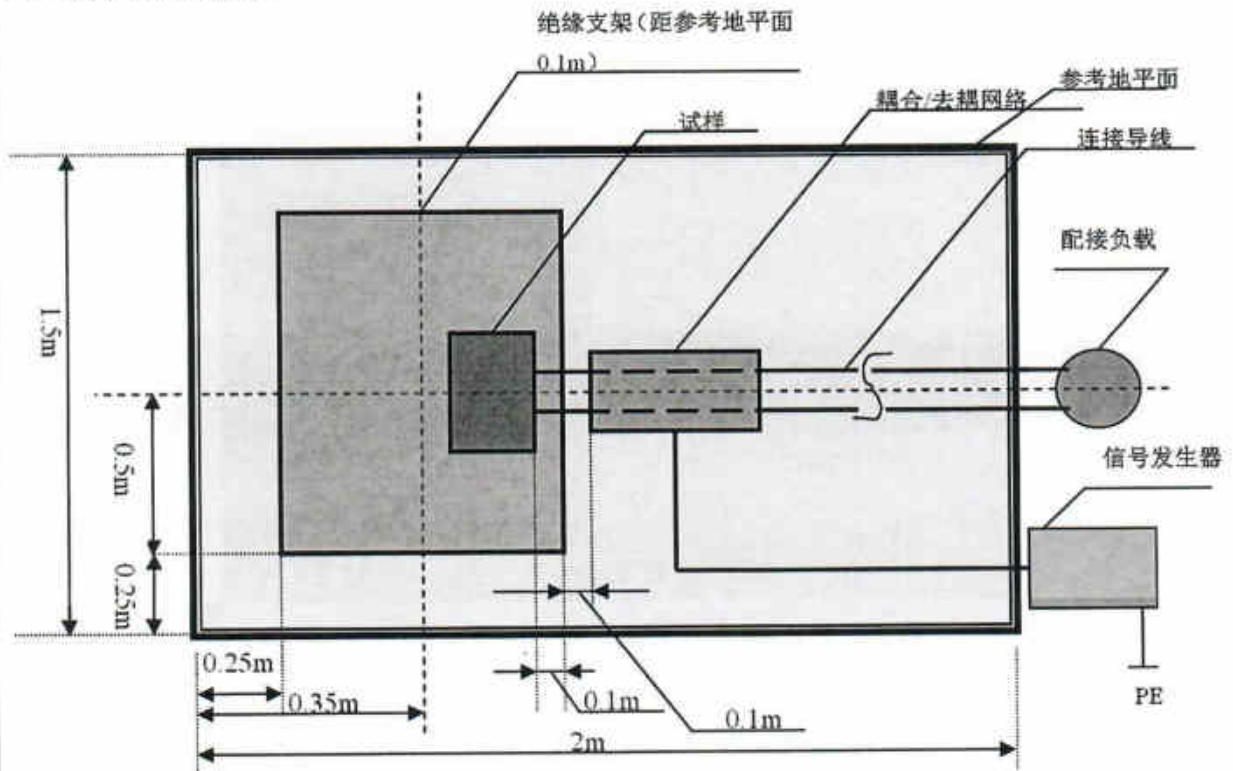 绝缘支架（距参考地平面
0.1m）
参考地平面
耦合/去耦网络
试样
连接导线
配接负载
1.5m
0.5m
信号发生器
0.25m
0.25m
0.35m
0.1m
0.1m
PE
2m